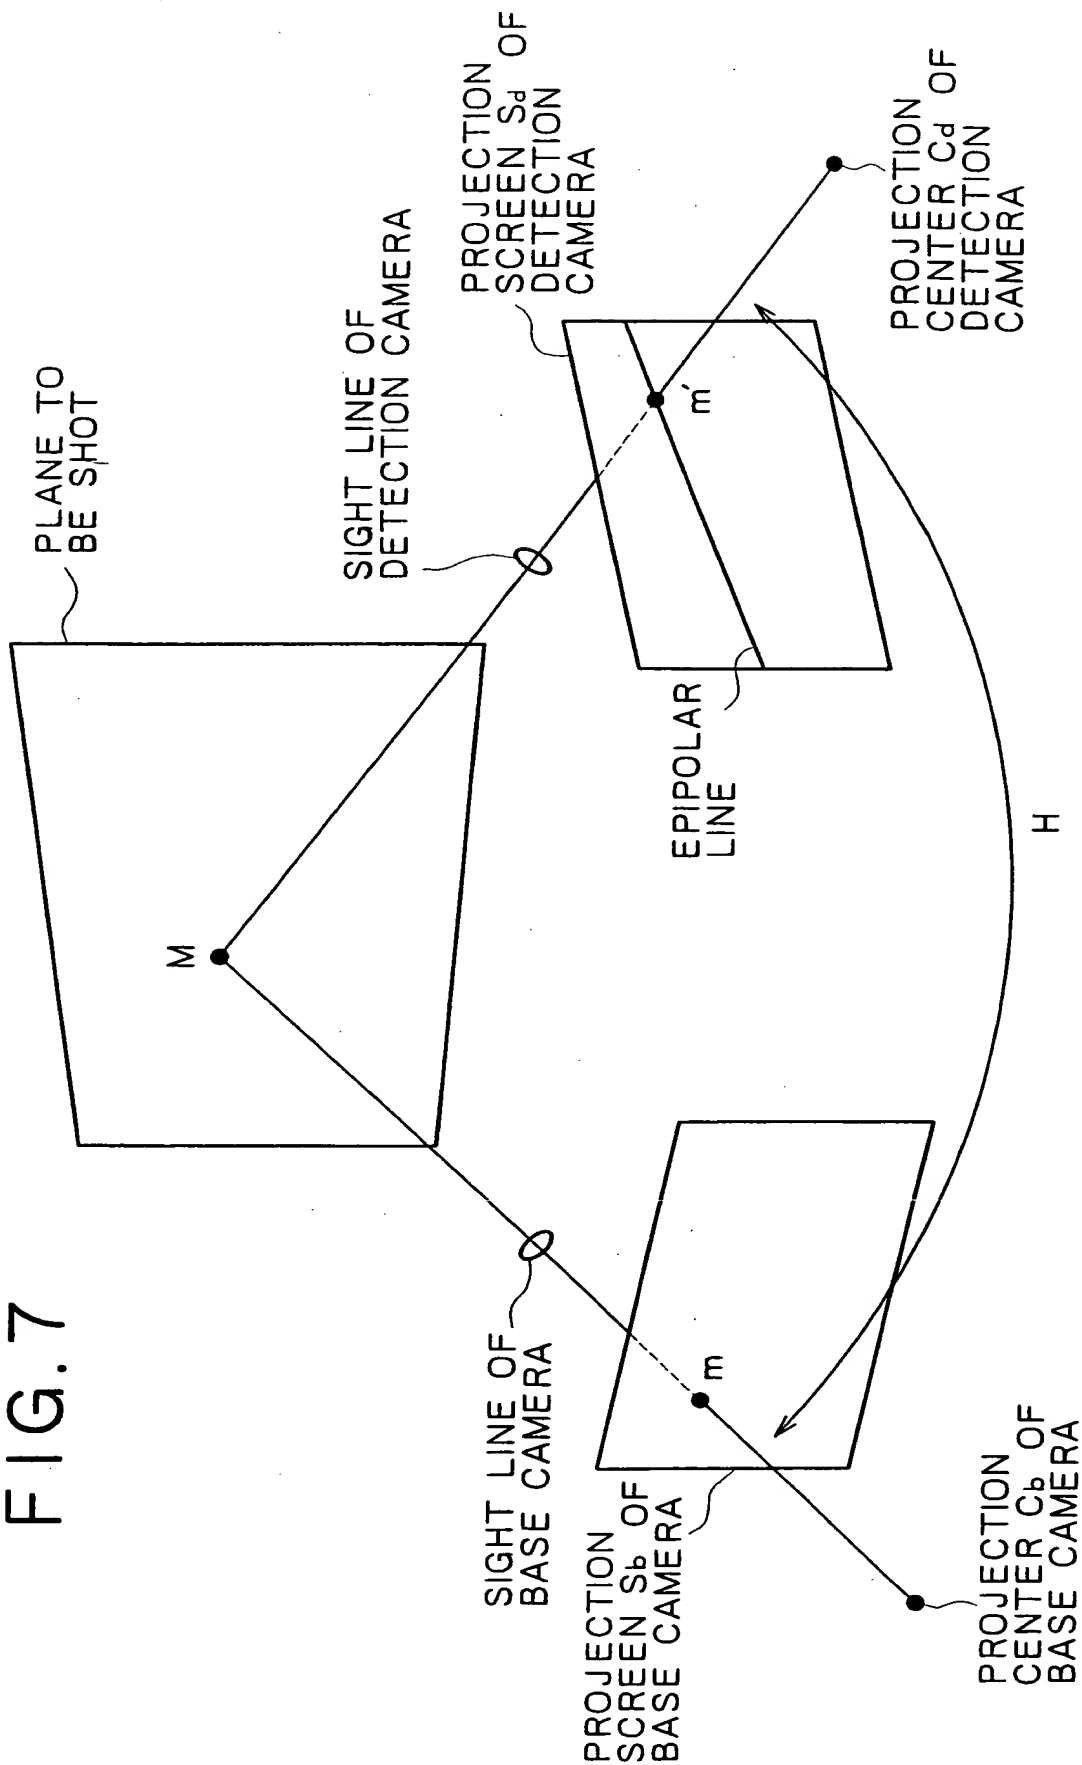 FIG.7
PLANE TO
BE SHOT
M
SIGHT LINE OF
BASE CAMERA
SIGHT LINE OF
DETECTION CAMERA
PROJECTION
SCREEN Sb OF
BASE CAMERA
m
PROJECTION
SCREEN Sd OF
DETECTION
CAMERA
EPIPOLAR
LINE
m'
PROJECTION
CENTER Cb OF
BASE CAMERA
PROJECTION
CENTER Cd OF
DETECTION
CAMERA
H